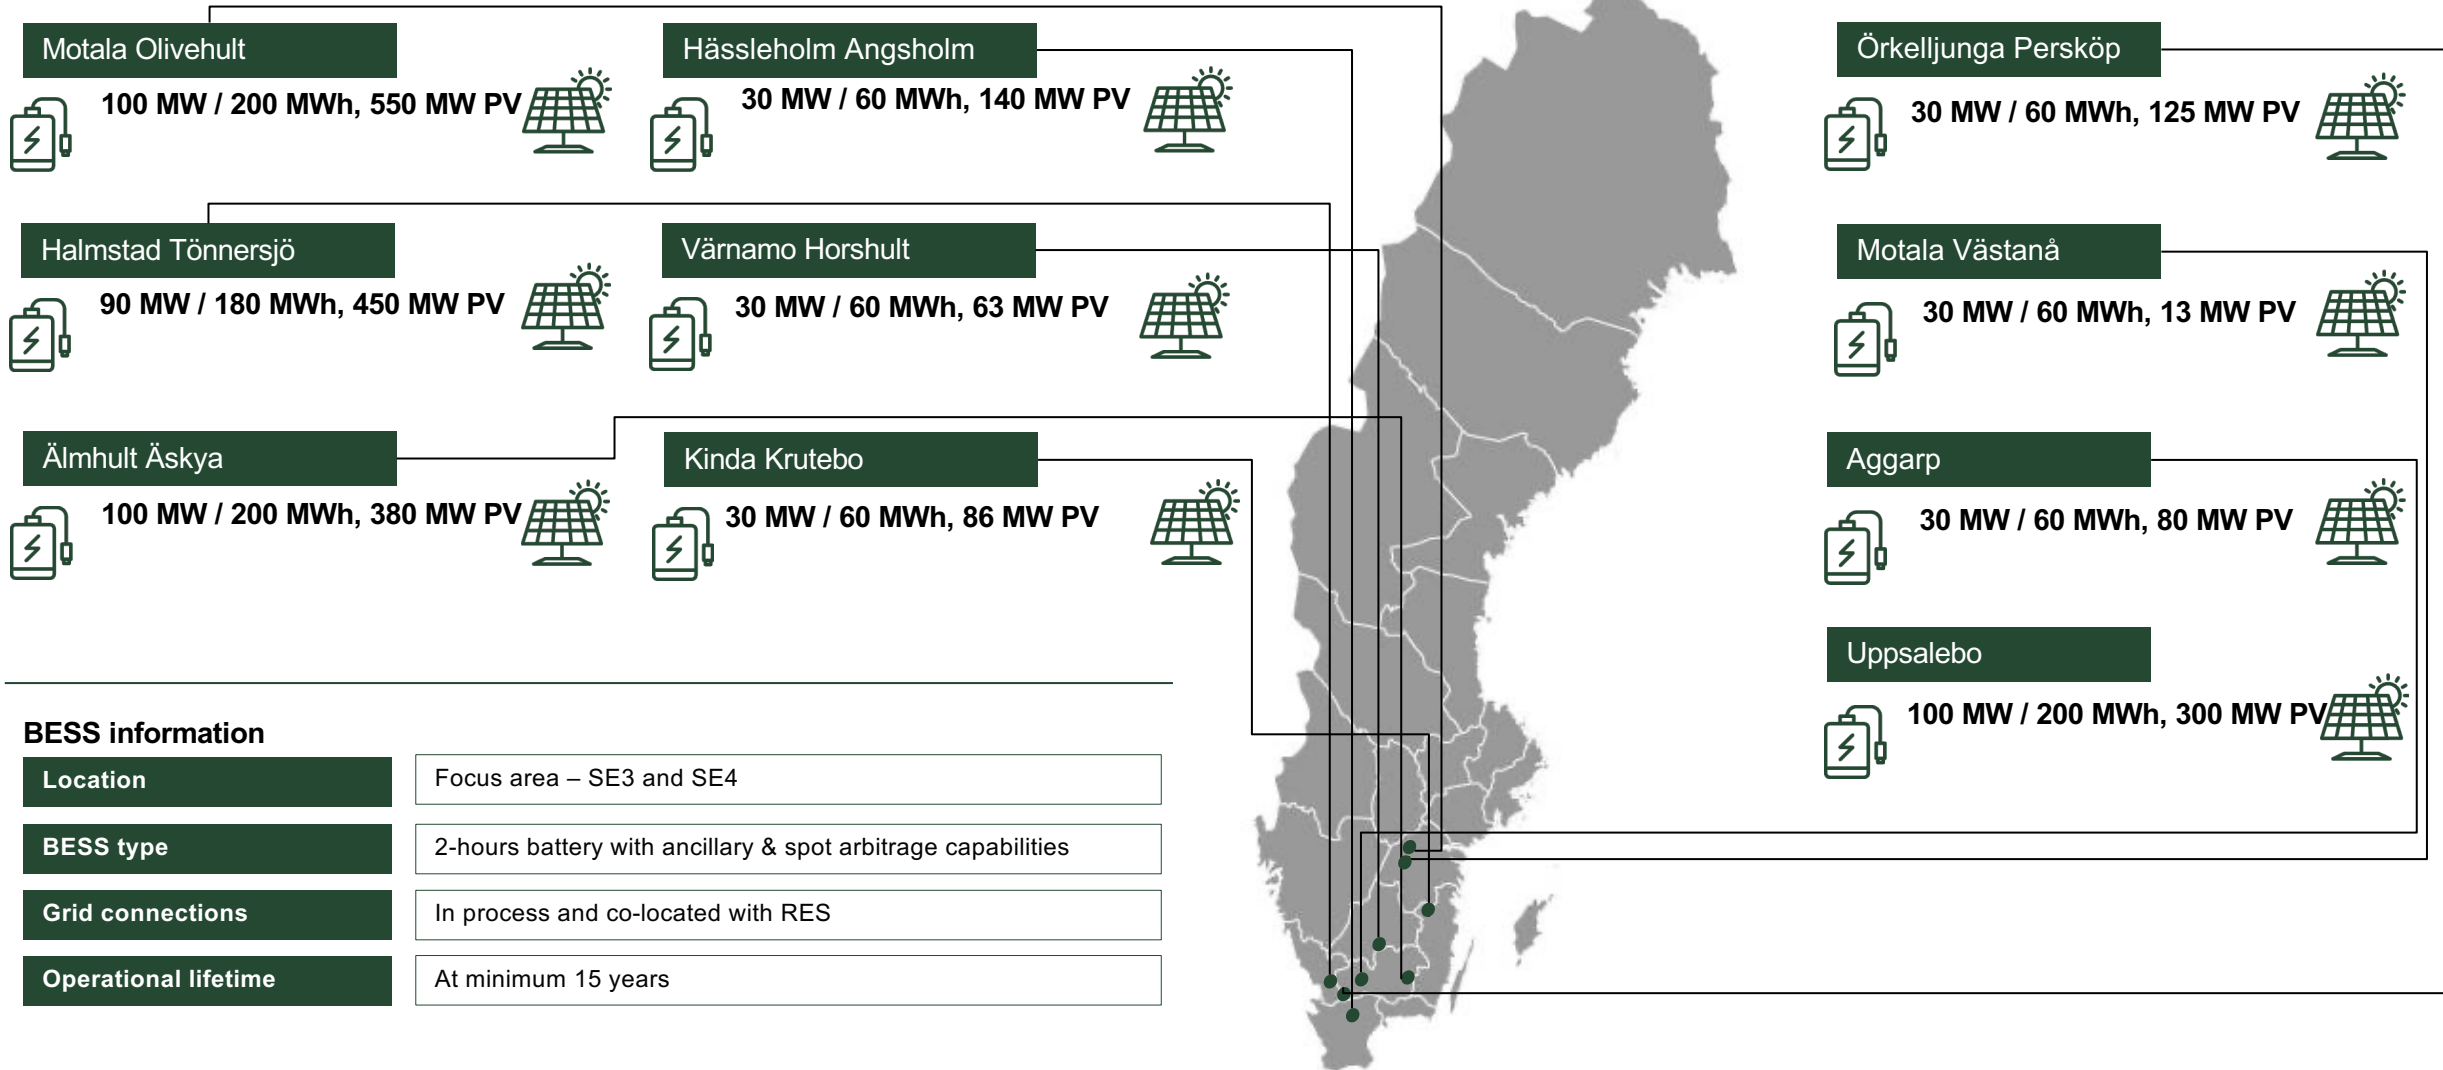 Motala Olivehult
100 MW / 200 MWh, 550 MW PV
Hässleholm Angsholm
30 MW / 60 MWh, 140 MW PV
Örkelljunga Persköp
30 MW / 60 MWh, 125 MW PV
Halmstad Tönnersjö
90 MW / 180 MWh, 450 MW PV
Värnamo Horshult
30 MW / 60 MWh, 63 MW PV
Motala Västanå
30 MW / 60 MWh, 13 MW PV
Älmhult Äskya
100 MW / 200 MWh, 380 MW PV
Kinda Krutebo
30 MW / 60 MWh, 86 MW PV
Aggarp
30 MW / 60 MWh, 80 MW PV
Uppsalebo
100 MW / 200 MWh, 300 MW PV
BESS information
Location
Focus area – SE3 and SE4
BESS type
2-hours battery with ancillary & spot arbitrage capabilities
Grid connections
In process and co-located with RES
Operational lifetime
At minimum 15 years